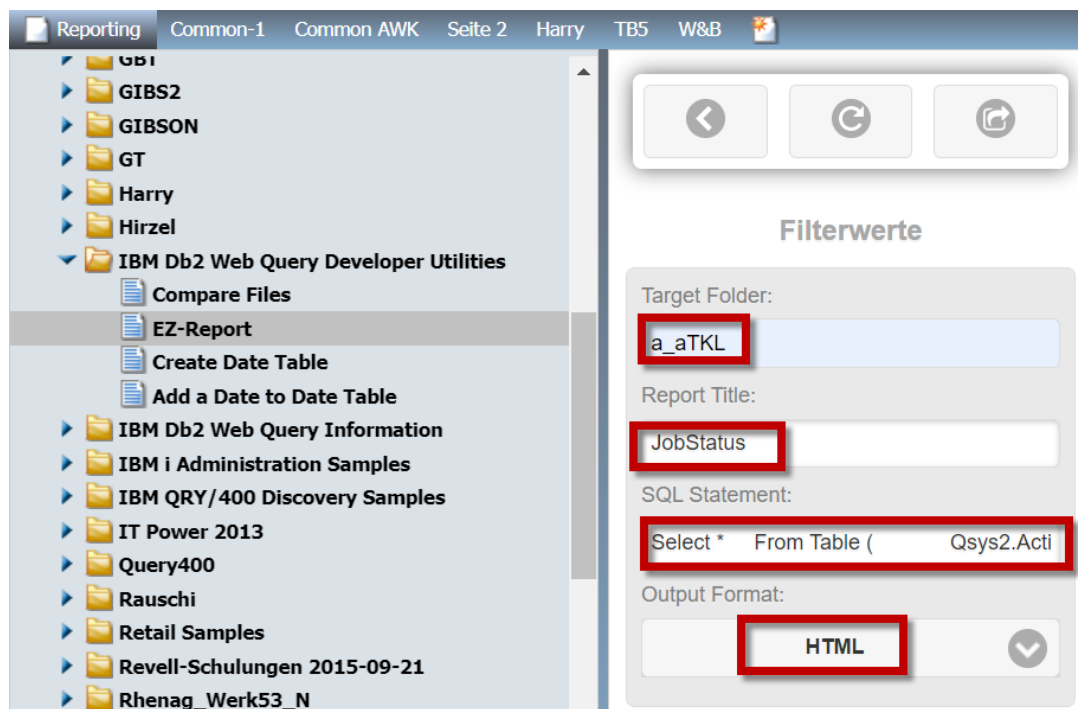 Reporting Common-1 Common AWK Seite 2 Harry TB5 W&B
GBT
GIBS2
GIBSON
GT
Harry
Hirzel
IBM Db2 Web Query Developer Utilities
Compare Files
EZ-Report
Create Date Table
Add a Date to Date Table
IBM Db2 Web Query Information
IBM i Administration Samples
IBM QRY/400 Discovery Samples
IT Power 2013
Query400
Rauschi
Retail Samples
Revell-Schulungen 2015-09-21
Rhenag_Werk53_N
Filterwerte
Target Folder:
a_aTKL
Report Title:
JobStatus
SQL Statement:
Select * From Table ( Qsys2.Acti
Output Format:
HTML